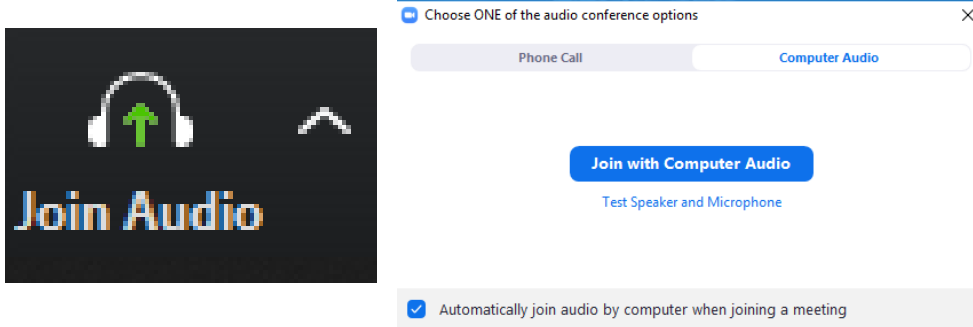 Join Audio
Choose ONE of the audio conference options
Phone Call
Computer Audio
Join with Computer Audio
Test Speaker and Microphone
Automatically join audio by computer when joining a meeting